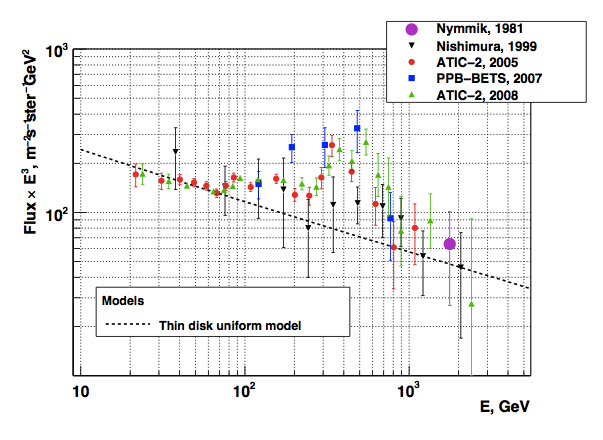 Nymmik, 1981
Nishimura, 1999
ATIC-2, 2005
PPB-BETS, 2007
ATIC-2, 2008
10³
10²
Flux × E³, m⁻²s⁻¹ster⁻¹GeV²
Models
Thin disk uniform model
10
10²
10³
E, GeV